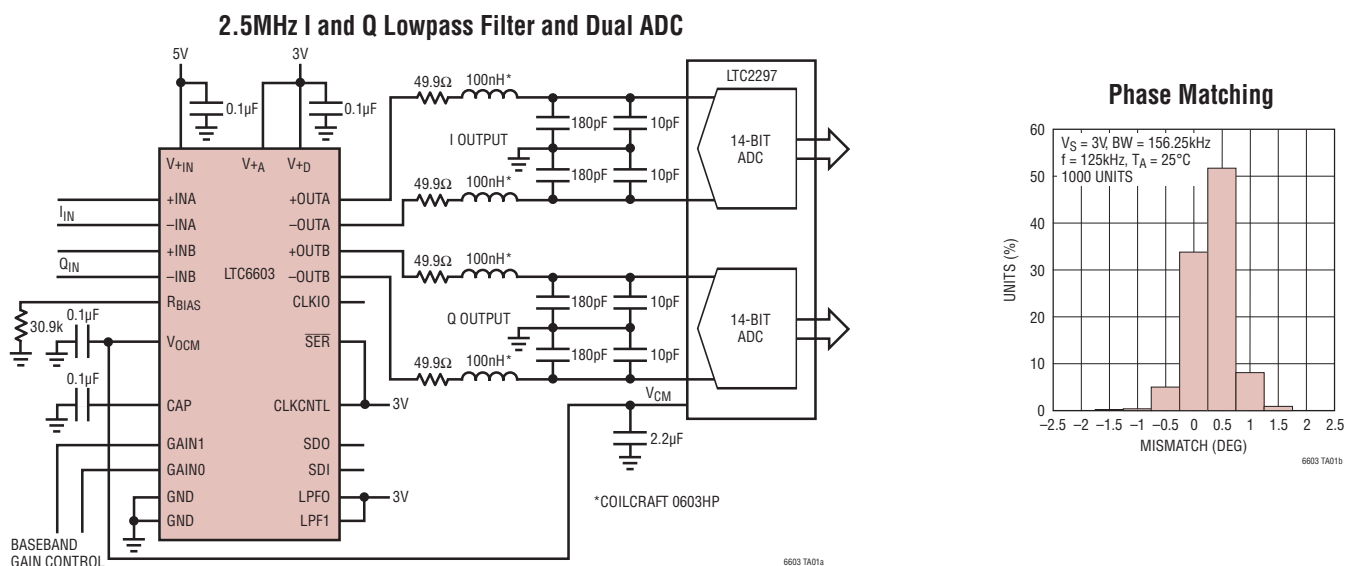 2.5MHz I and Q Lowpass Filter and Dual ADC
5V
3V
0.1µF
0.1µF
V+IN
V+A
V+D
+INA
–INA
+INB
–INB
RBIAS
VOCM
CAP
GAIN1
GAIN0
GND
GND
LTC6603
+OUTA
–OUTA
+OUTB
–OUTB
CLKIO
SER
CLKCNTL
SDO
SDI
LPF0
LPF1
IIN
QIN
30.9k
0.1µF
0.1µF
BASEBAND
GAIN CONTROL
3V
3V
49.9Ω
100nH*
180pF
10pF
I OUTPUT
180pF
10pF
49.9Ω
100nH*
49.9Ω
100nH*
180pF
10pF
Q OUTPUT
180pF
10pF
49.9Ω
100nH*
LTC2297
14-BIT
ADC
14-BIT
ADC
VCM
2.2µF
*COILCRAFT 0603HP
6603 TA01a
Phase Matching
VS = 3V, BW = 156.25kHz
f = 125kHz, TA = 25°C
1000 UNITS
UNITS (%)
60
50
40
30
20
10
0
–2.5 –2 –1.5 –1 –0.5 0 0.5 1 1.5 2 2.5
MISMATCH (DEG)
6603 TA01b